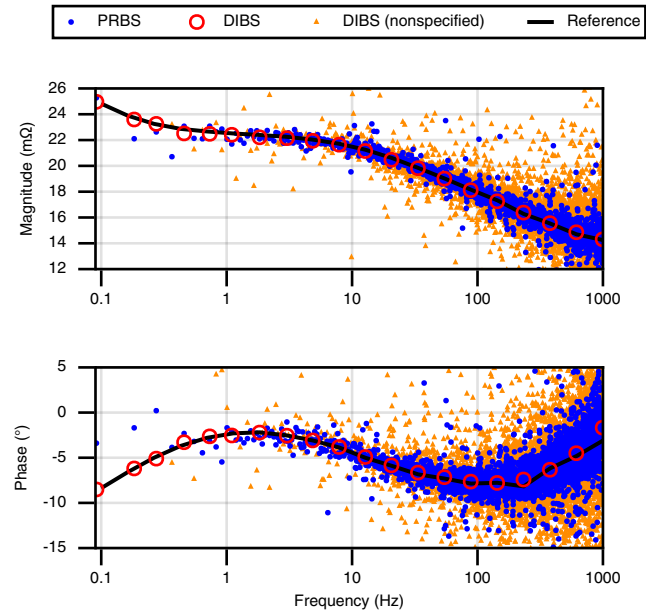 PRBS DIBS DIBS (nonspecified) Reference
26
24
22
20
18
16
14
12
Magnitude (mΩ)
0.1 1 10 100 1000
5
0
-5
-10
-15
Phase (°)
0.1 1 10 100 1000
Frequency (Hz)